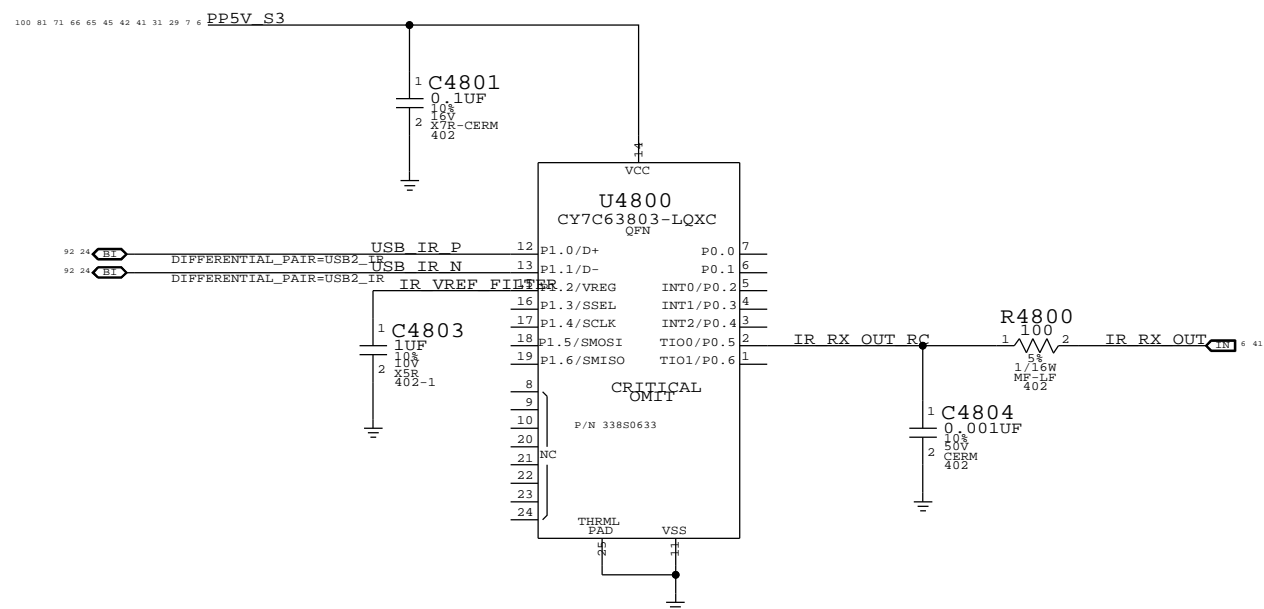 100 81 71 66 65 45 42 41 31 29 7 6 PP5V_S3
1 C4801
0.1UF
10%
16V
2 X7R-CERM
402
14
VCC
U4800
CY7C63803-LQXC
QFN
92 24 BI USB_IR_P 12 P1.0/D+ P0.0 7
DIFFERENTIAL_PAIR=USB2_IR
92 24 BI USB_IR_N 13 P1.1/D- P0.1 6
DIFFERENTIAL_PAIR=USB2_IR
IR_VREF_FILTER 15 P1.2/VREG INT0/P0.2 5
16 P1.3/SSEL INT1/P0.3 4
17 P1.4/SCLK INT2/P0.4 3
18 P1.5/SMOSI TIO0/P0.5 2
19 P1.6/SMISO TIO1/P0.6 1
1 C4803
1UF
10%
10V
2 X5R
402-1
IR_RX_OUT_RC
R4800
100
1 2
5%
1/16W
MF-LF
402
IR_RX_OUT IN 6 41
CRITICAL
OMIT
P/N 338S0633
8
9
10
20
21
22
23
24
NC
1 C4804
0.001UF
10%
50V
2 CERM
402
THRML
PAD
VSS
25
11